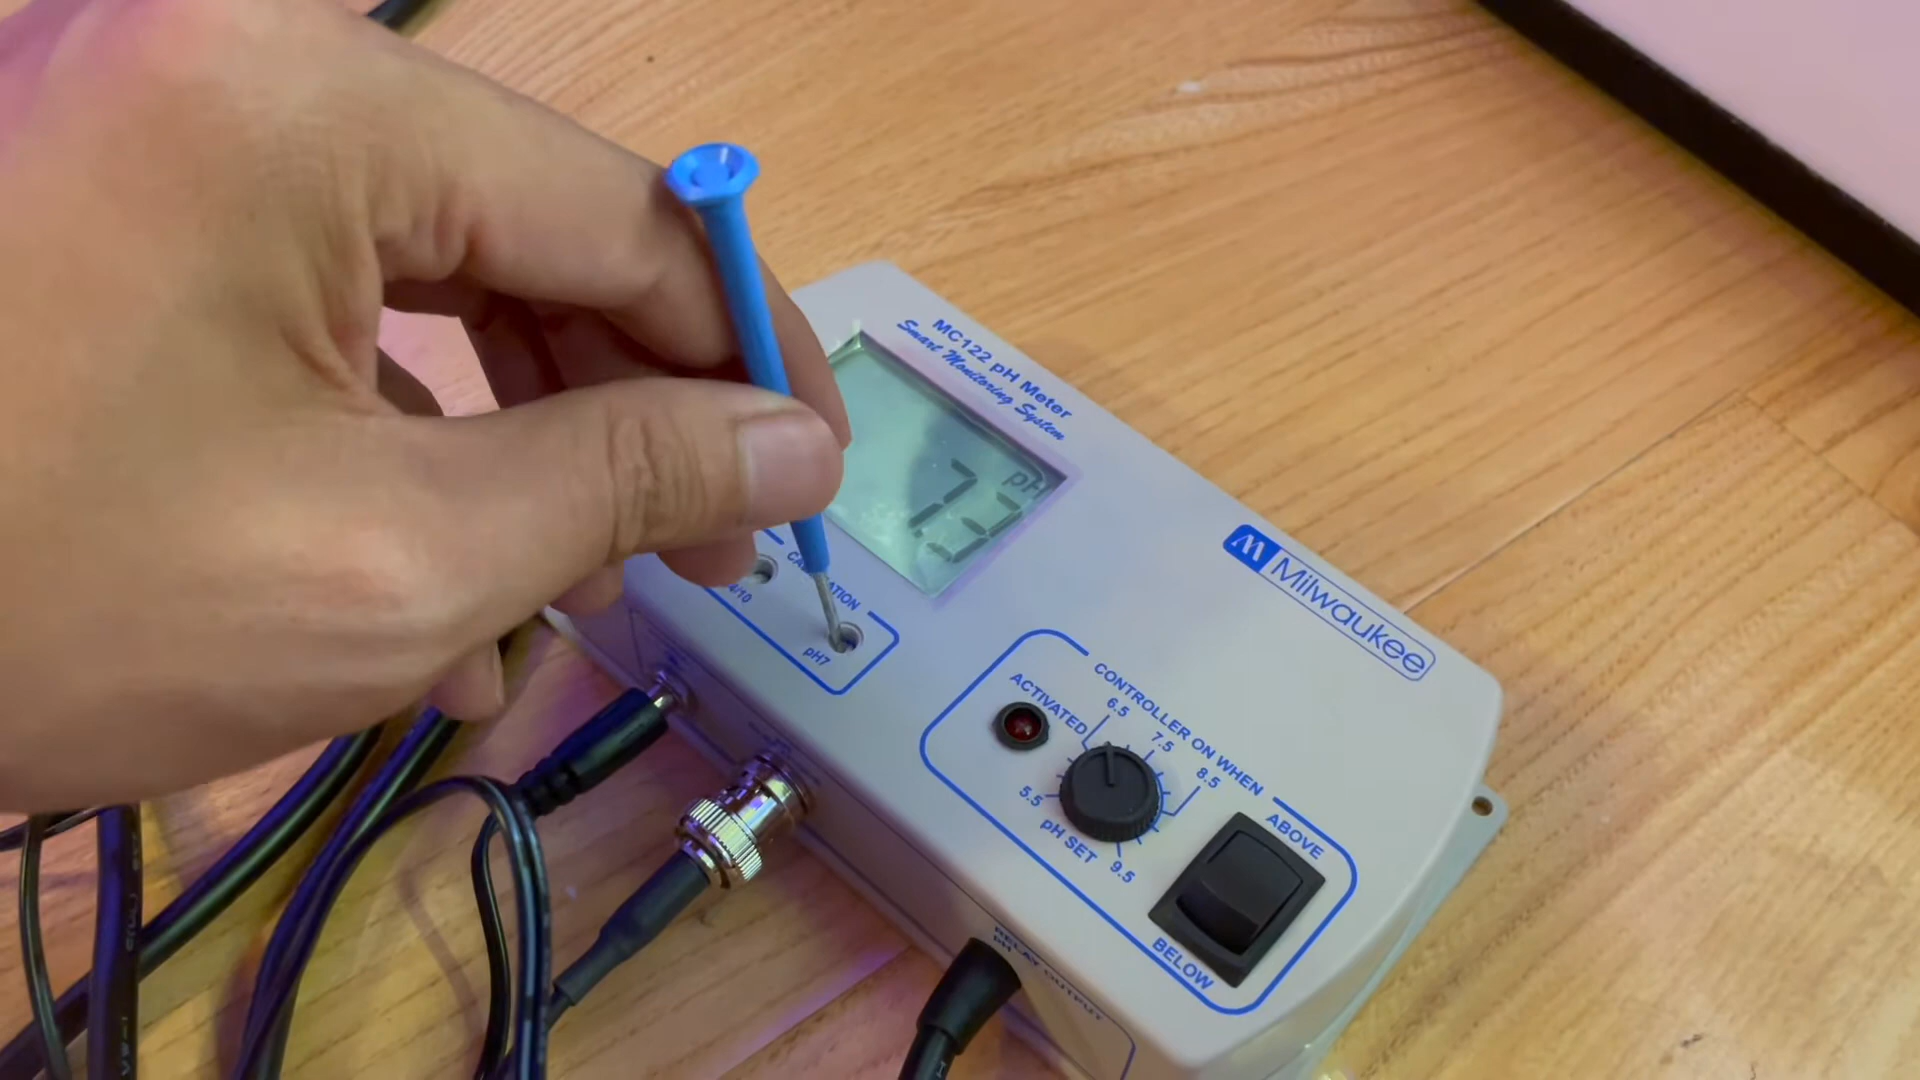 MC122 pH Meter
Smart Monitoring System
pH
7.3
4/10
pH7
Milwaukee
CONTROLLER ON WHEN
ACTIVATED
6.5
7.5
8.5
5.5
pH SET
9.5
ABOVE
BELOW
RELAY OUTPUT
pH